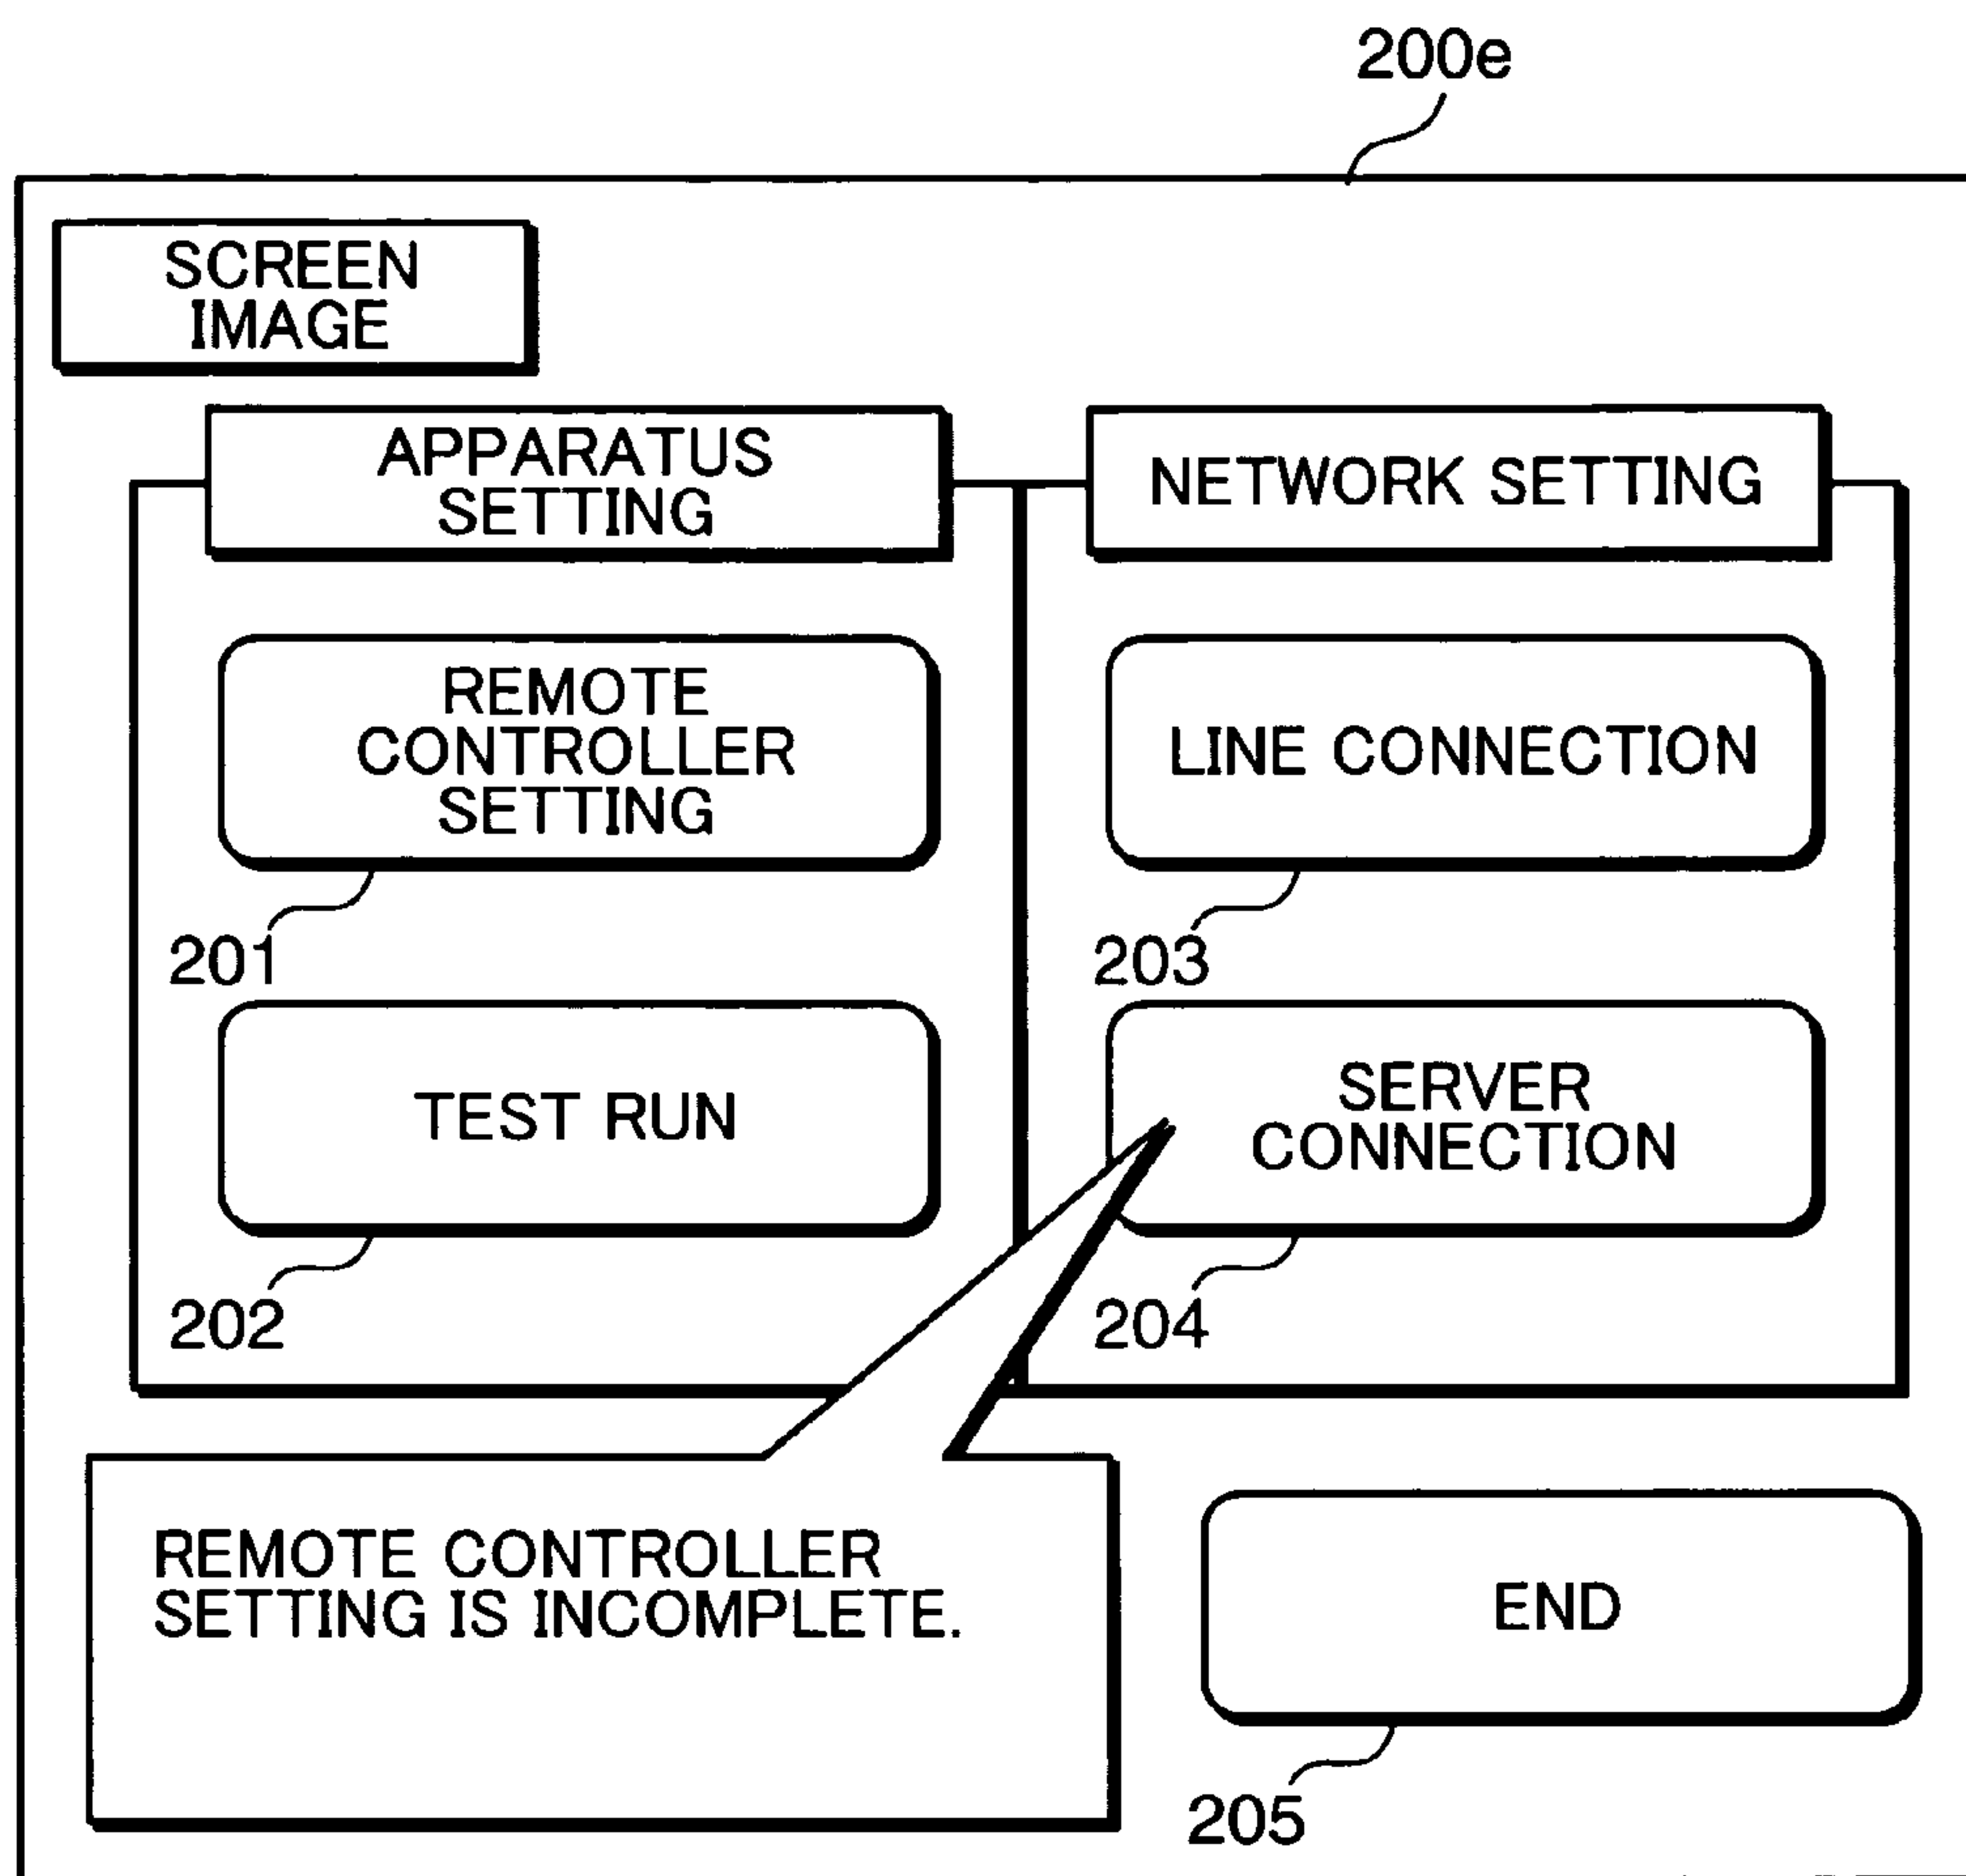 200e
SCREEN
IMAGE
APPARATUS
SETTING
NETWORK SETTING
REMOTE
CONTROLLER
SETTING
LINE CONNECTION
201
203
TEST RUN
SERVER
CONNECTION
202
204
REMOTE CONTROLLER
SETTING IS INCOMPLETE.
END
205